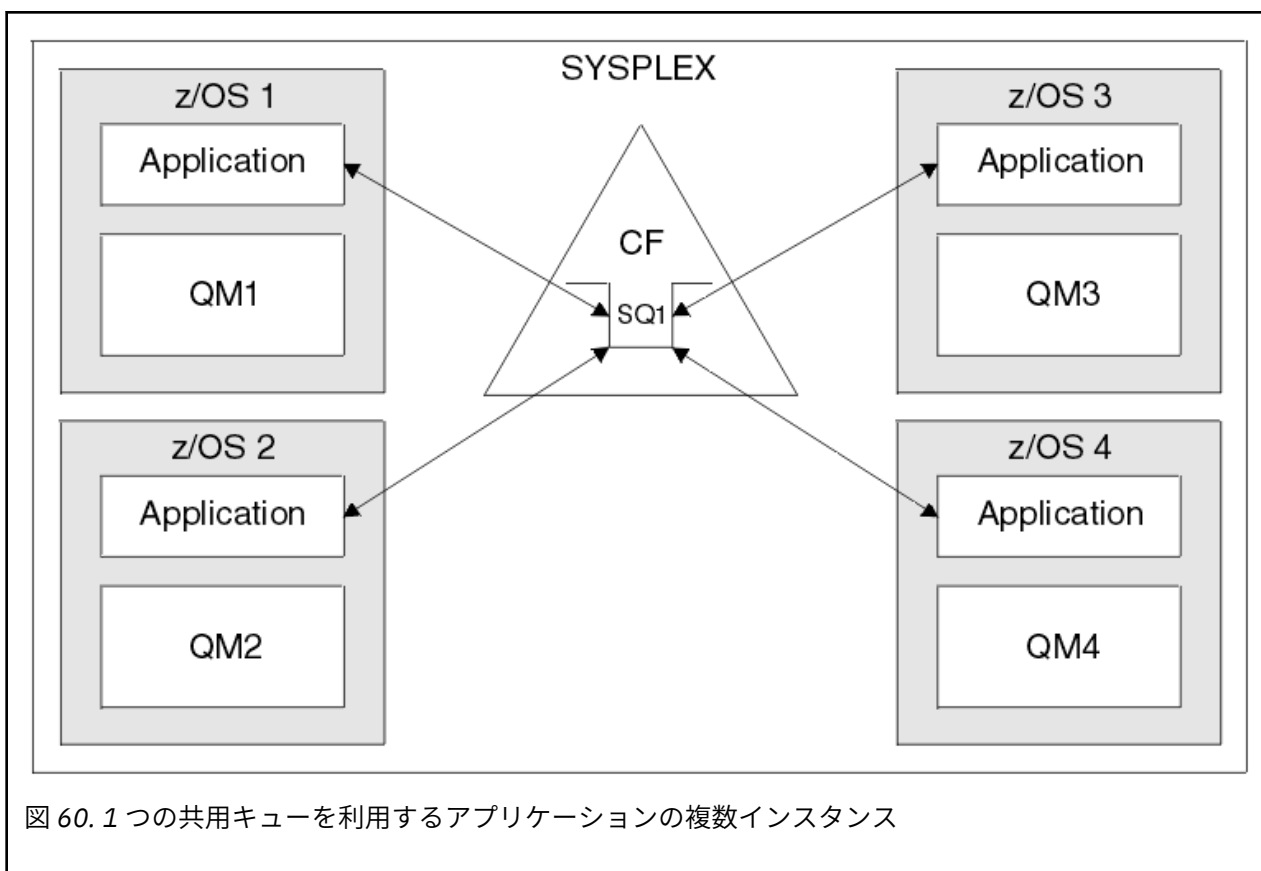 SYSPLEX
z/OS 1
Application
QM1
z/OS 2
Application
QM2
CF
SQ1
z/OS 3
Application
QM3
z/OS 4
Application
QM4
図 60. 1 つの共用キューを利用するアプリケーションの複数インスタンス